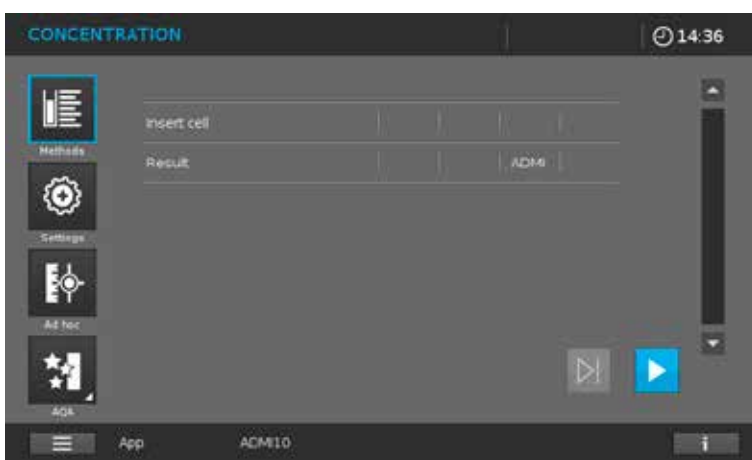 CONCENTRATION 14:36
Methods
Insert cell
Result ADMI
Settings
Ad hoc
AQA
App ADMI10
i